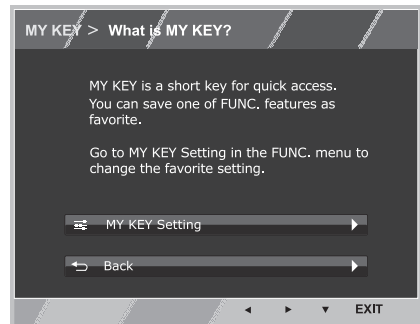 MY KEY > What is MY KEY?
MY KEY is a short key for quick access.
You can save one of FUNC. features as
favorite.
Go to MY KEY Setting in the FUNC. menu to
change the favorite setting.
MY KEY Setting
Back
EXIT